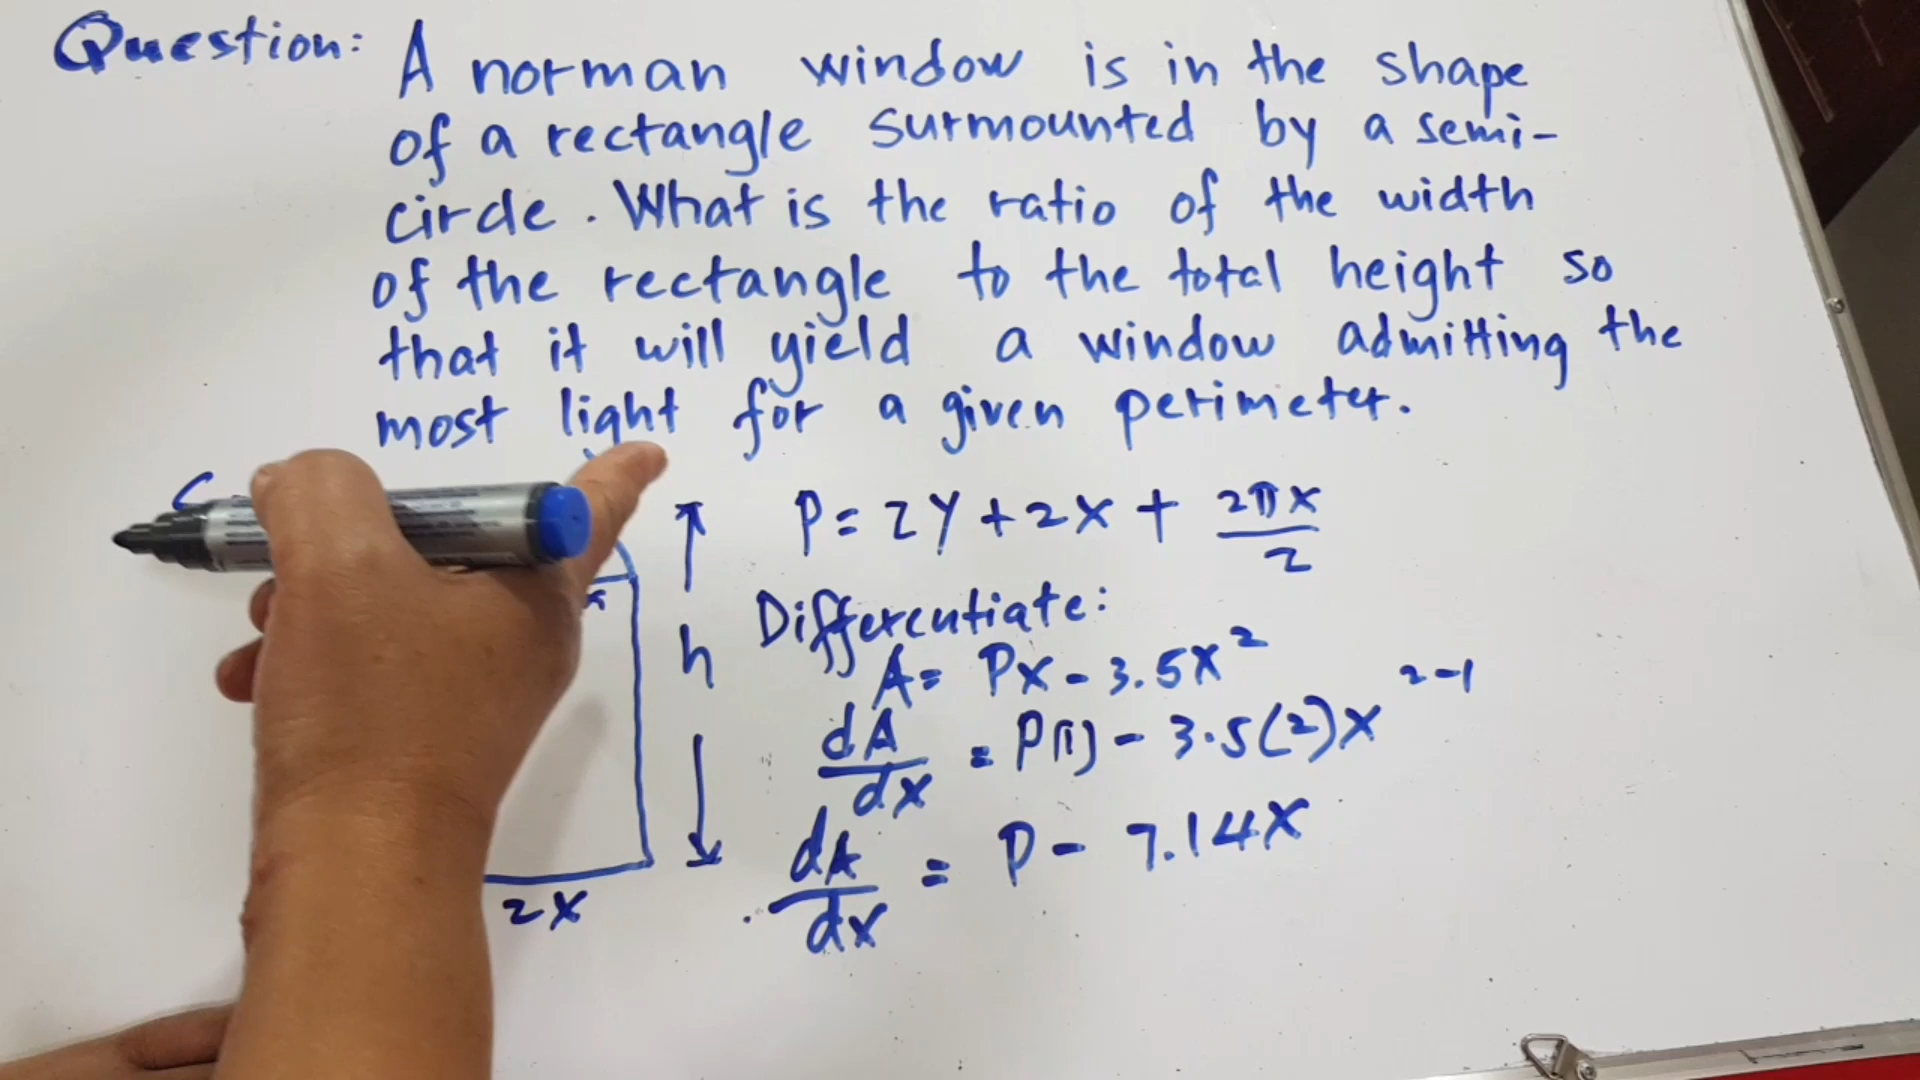 Question: A norman window is in the shape
of a rectangle surmounted by a semi-
circle. What is the ratio of the width
of the rectangle to the total height so
that it will yield a window admitting the
most light for a given perimeter.
P = 2Y + 2X + 2πX/2
Differentiate:
A = PX - 3.5X²
dA/dX = P(1) - 3.5(2)X²⁻¹
dA/dX = P - 7.14X
h
2X